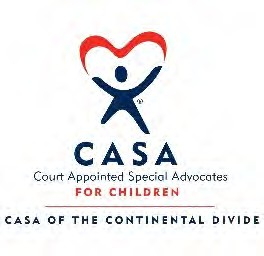 ®
CASA
Court Appointed Special Advocates
FOR CHILDREN
CASA OF THE CONTINENTAL DIVIDE